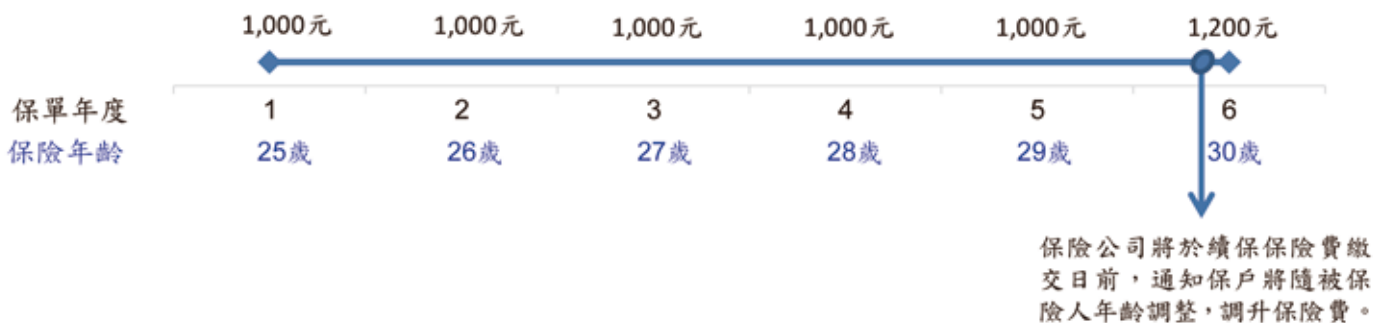 1,000元 1,000元 1,000元 1,000元 1,000元 1,200元
保單年度 1 2 3 4 5 6
保險年齡 25歲 26歲 27歲 28歲 29歲 30歲
保險公司將於續保保險費繳
交日前，通知保戶將隨被保
險人年齡調整，調升保險費。